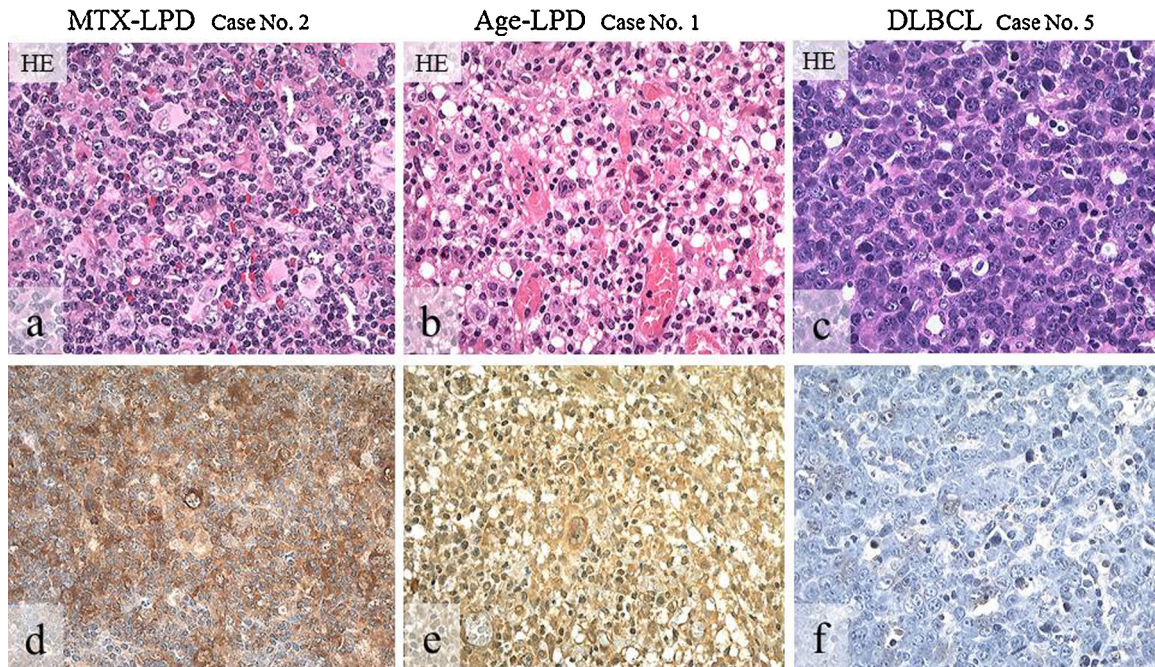 MTX-LPD Case No. 2
Age-LPD Case No. 1
DLBCL Case No. 5
HE
HE
HE
a
b
c
d
e
f